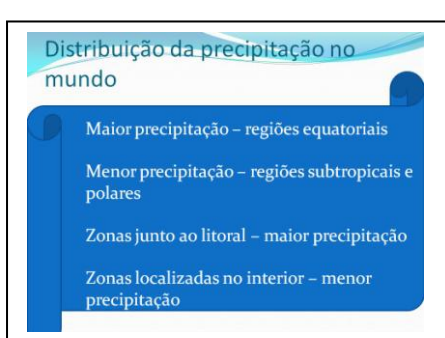 Distribuição da precipitação no
mundo
Maior precipitação – regiões equatoriais
Menor precipitação – regiões subtropicais e
polares
Zonas junto ao litoral – maior precipitação
Zonas localizadas no interior – menor
precipitação